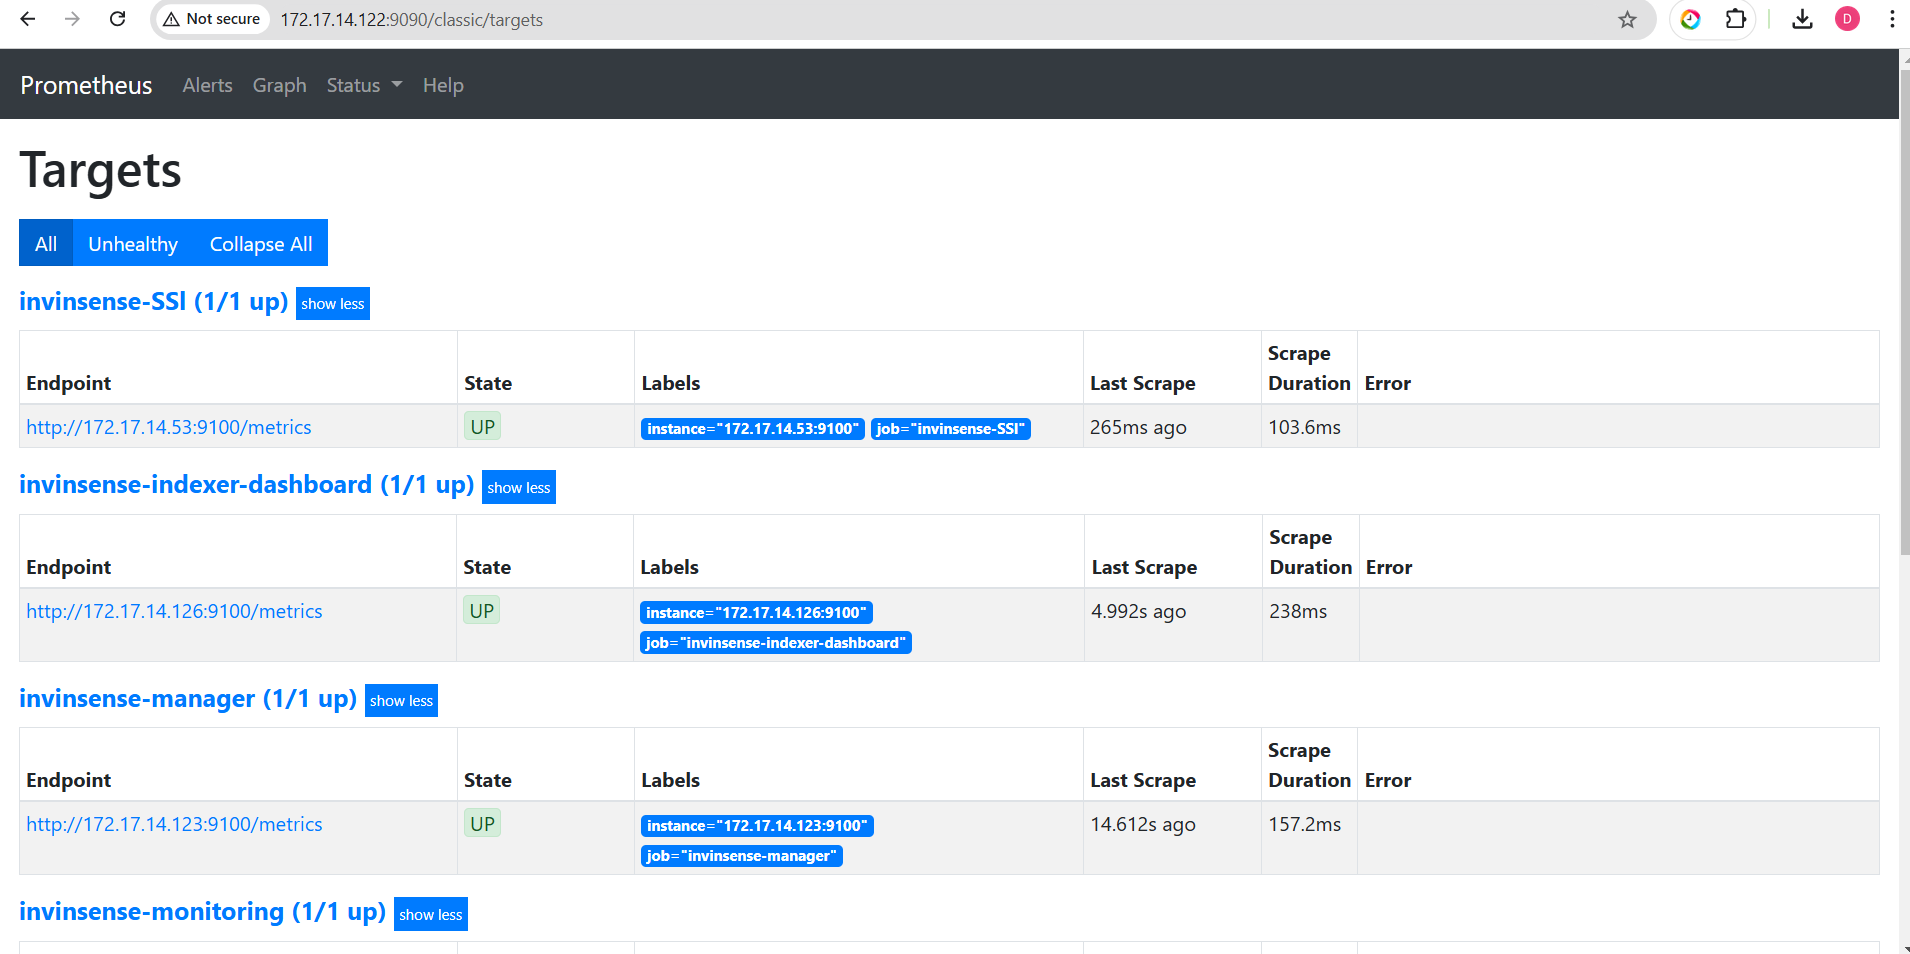 Not secure 172.17.14.122:9090/classic/targets D
Prometheus Alerts Graph Status Help
Targets
All Unhealthy Collapse All
invinsense-SSl (1/1 up) show less
Endpoint State Labels Last Scrape Scrape Duration Error
http://172.17.14.53:9100/metrics UP instance="172.17.14.53:9100" job="invinsense-SSl" 265ms ago 103.6ms
invinsense-indexer-dashboard (1/1 up) show less
Endpoint State Labels Last Scrape Scrape Duration Error
http://172.17.14.126:9100/metrics UP instance="172.17.14.126:9100" 4.992s ago 238ms
job="invinsense-indexer-dashboard"
invinsense-manager (1/1 up) show less
Endpoint State Labels Last Scrape Scrape Duration Error
http://172.17.14.123:9100/metrics UP instance="172.17.14.123:9100" 14.612s ago 157.2ms
job="invinsense-manager"
invinsense-monitoring (1/1 up) show less